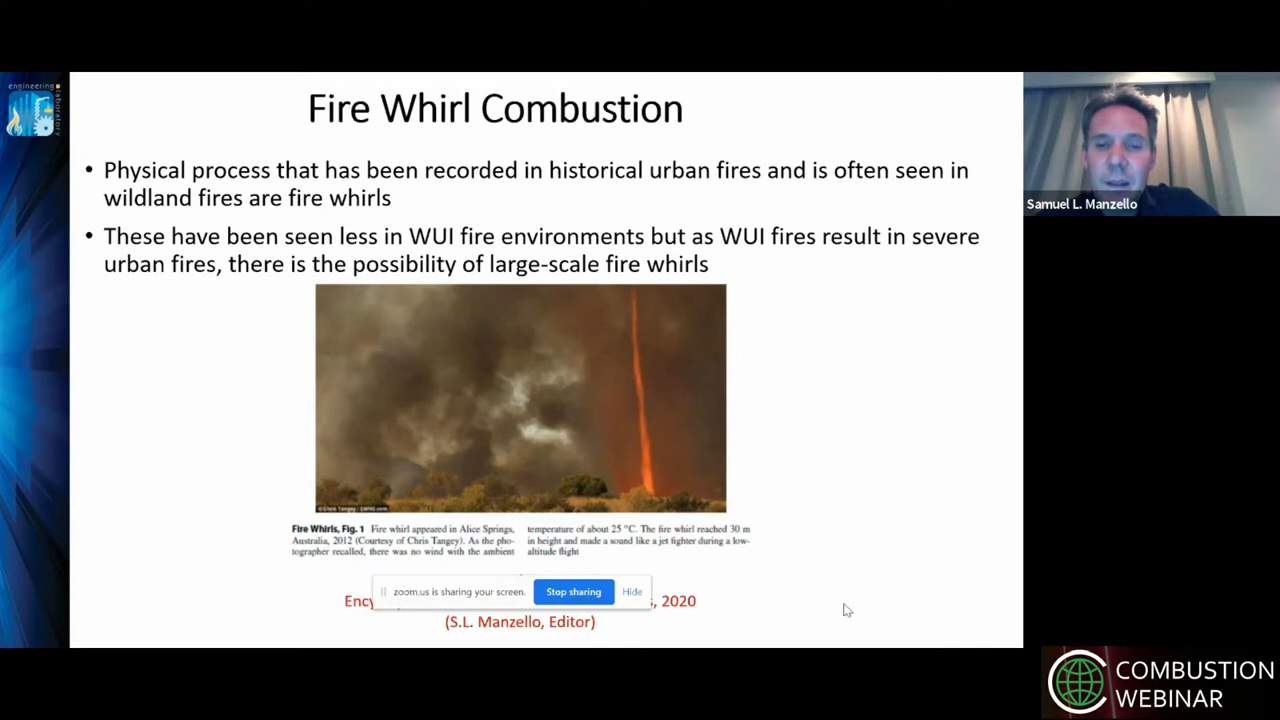 engineering
laboratory
Fire Whirl Combustion
• Physical process that has been recorded in historical urban fires and is often seen in
wildland fires are fire whirls
• These have been seen less in WUI fire environments but as WUI fires result in severe
urban fires, there is the possibility of large-scale fire whirls
Fire Whirls, Fig. 1 Fire whirl appeared in Alice Springs,
Australia, 2012 (Courtesy of Chris Tangey). As the pho-
tographer recalled, there was no wind with the ambient
temperature of about 25 °C. The fire whirl reached 30 m
in height and made a sound like a jet fighter during a low-
altitude flight
zoom.us is sharing your screen.
Stop sharing
Hide
, 2020
(S.L. Manzello, Editor)
Samuel L. Manzello
COMBUSTION
WEBINAR